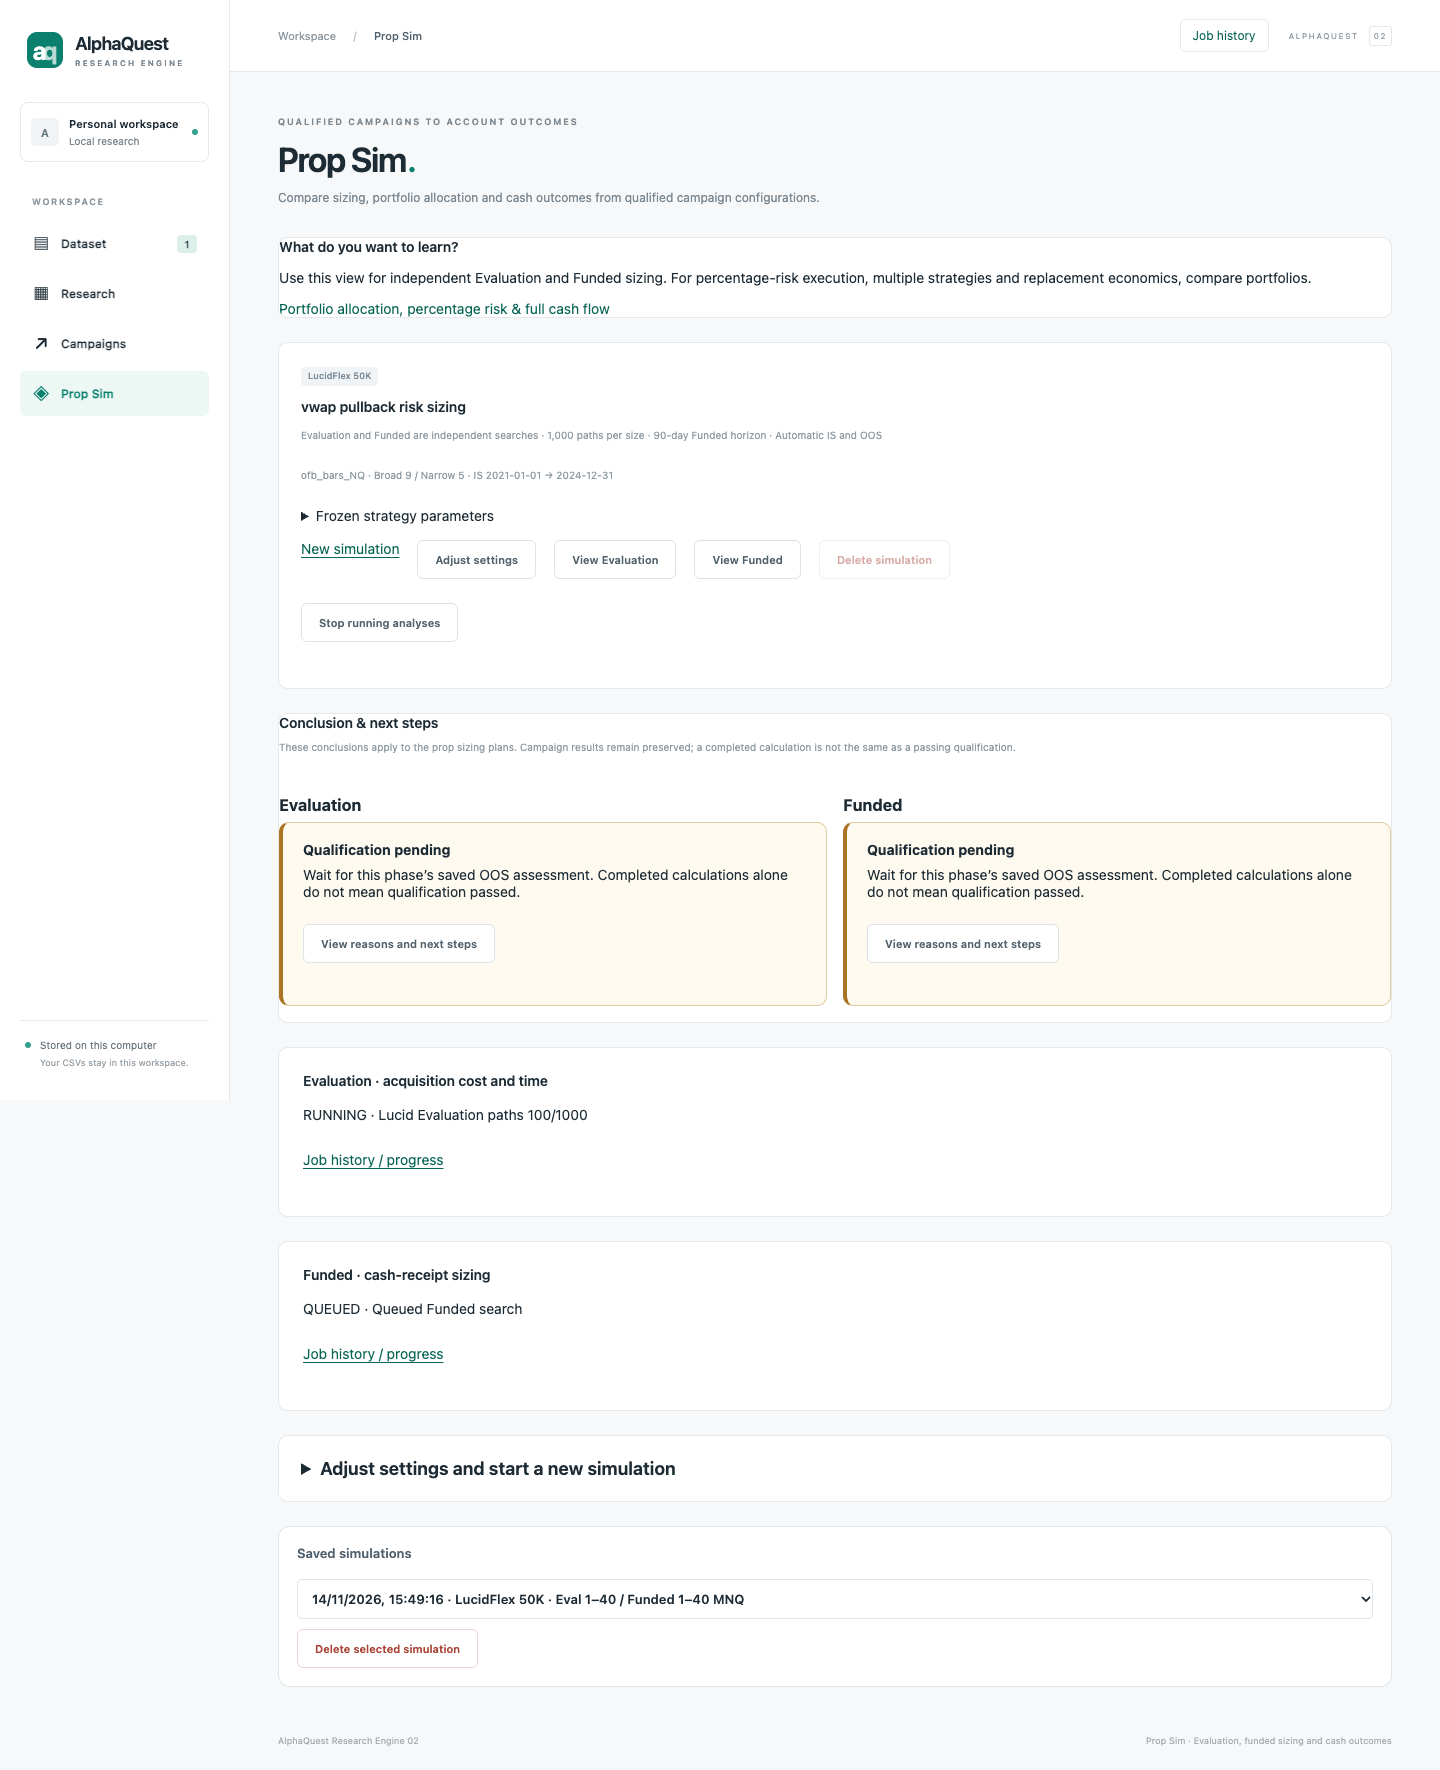 aq
AlphaQuest
RESEARCH ENGINE
A
Personal workspace
Local research
WORKSPACE
Dataset
1
Research
Campaigns
Prop Sim
Stored on this computer
Your CSVs stay in this workspace.
Workspace / Prop Sim
Job history
ALPHAQUEST 02
QUALIFIED CAMPAIGNS TO ACCOUNT OUTCOMES
Prop Sim.
Compare sizing, portfolio allocation and cash outcomes from qualified campaign configurations.
What do you want to learn?
Use this view for independent Evaluation and Funded sizing. For percentage-risk execution, multiple strategies and replacement economics, compare portfolios.
Portfolio allocation, percentage risk & full cash flow
LucidFlex 50K
vwap pullback risk sizing
Evaluation and Funded are independent searches · 1,000 paths per size · 90-day Funded horizon · Automatic IS and OOS
ofb_bars_NQ · Broad 9 / Narrow 5 · IS 2021-01-01 → 2024-12-31
Frozen strategy parameters
New simulation
Adjust settings
View Evaluation
View Funded
Delete simulation
Stop running analyses
Conclusion & next steps
These conclusions apply to the prop sizing plans. Campaign results remain preserved; a completed calculation is not the same as a passing qualification.
Evaluation
Qualification pending
Wait for this phase’s saved OOS assessment. Completed calculations alone
do not mean qualification passed.
View reasons and next steps
Funded
Qualification pending
Wait for this phase’s saved OOS assessment. Completed calculations alone
do not mean qualification passed.
View reasons and next steps
Evaluation · acquisition cost and time
RUNNING · Lucid Evaluation paths 100/1000
Job history / progress
Funded · cash-receipt sizing
QUEUED · Queued Funded search
Job history / progress
Adjust settings and start a new simulation
Saved simulations
14/11/2026, 15:49:16 · LucidFlex 50K · Eval 1–40 / Funded 1–40 MNQ
Delete selected simulation
AlphaQuest Research Engine 02
Prop Sim · Evaluation, funded sizing and cash outcomes